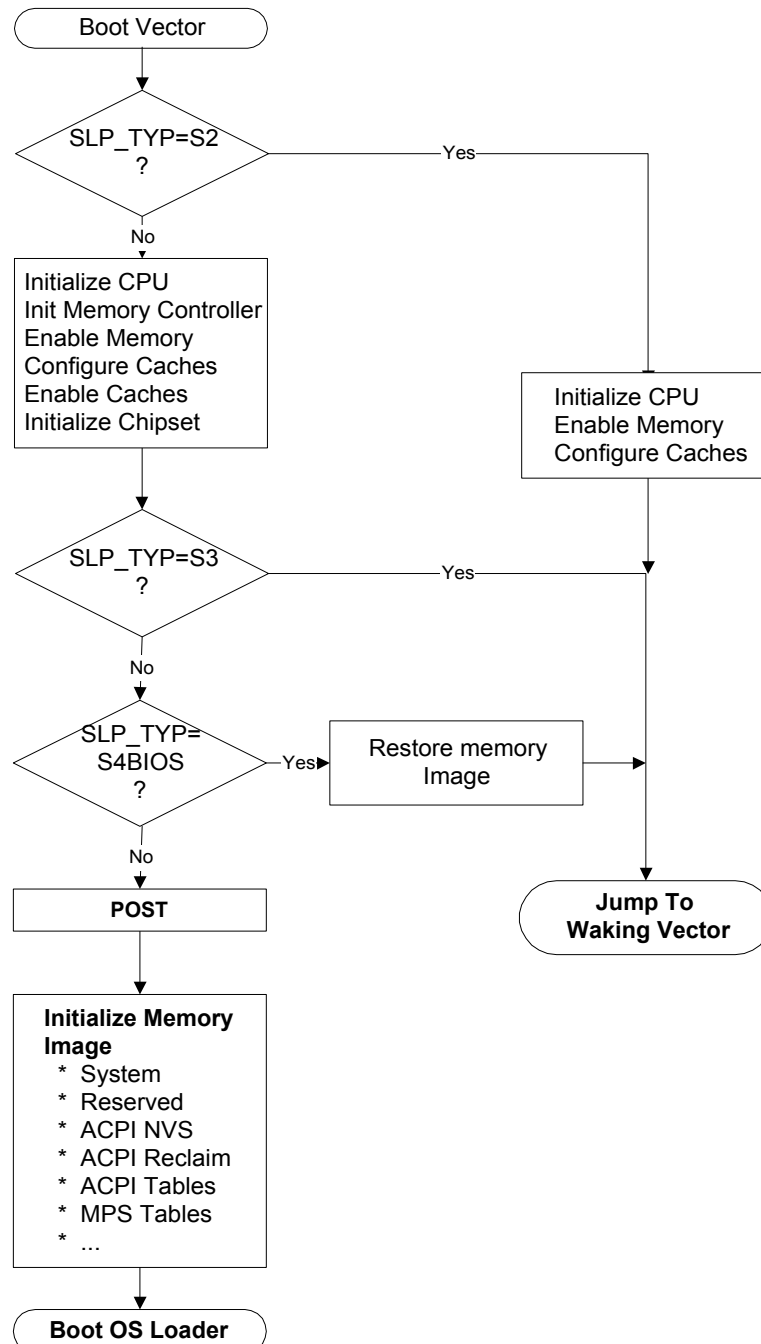 Boot Vector
SLP_TYP=S2
?
Yes
No
Initialize CPU
Init Memory Controller
Enable Memory
Configure Caches
Enable Caches
Initialize Chipset
Initialize CPU
Enable Memory
Configure Caches
SLP_TYP=S3
?
Yes
No
SLP_TYP=
S4BIOS
?
Yes
Restore memory
Image
No
POST
Jump To
Waking Vector
Initialize Memory
Image
* System
* Reserved
* ACPI NVS
* ACPI Reclaim
* ACPI Tables
* MPS Tables
* ...
Boot OS Loader